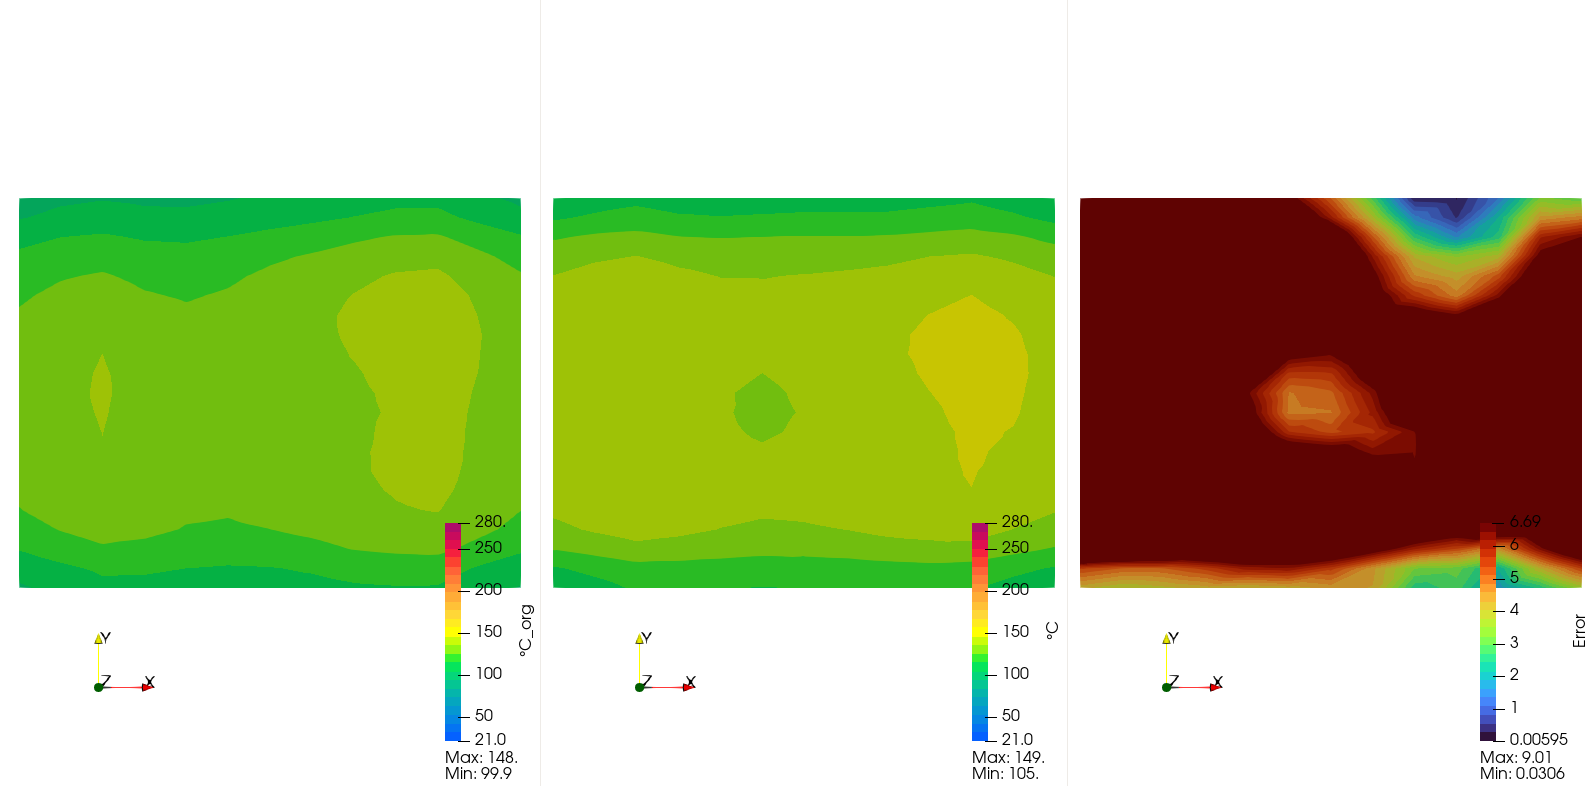 280.
250
200
150
100
50
21.0
°C_org
Max: 148.
Min: 99.9
Y
Z
X
280.
250
200
150
100
50
21.0
°C
Max: 149.
Min: 105.
Y
Z
X
6.69
6
5
4
3
2
1
0.00595
Error
Max: 9.01
Min: 0.0306
Y
Z
X